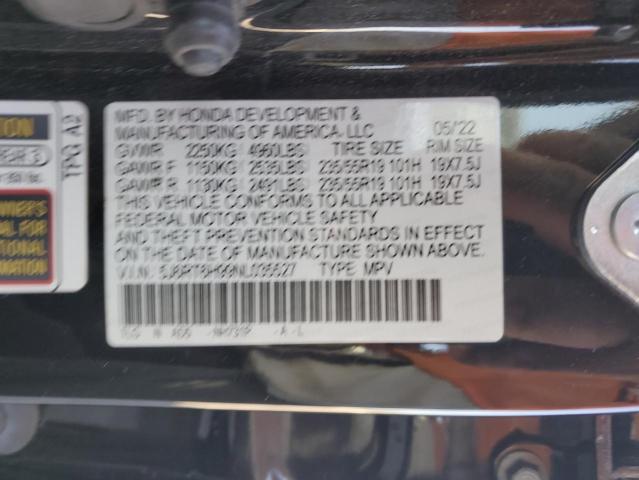 MFD. BY HONDA DEVELOPMENT &
MANUFACTURING OF AMERICA, LLC 05/22
GVWR 2250KG (4960LBS) TIRE SIZE RIM SIZE
GAWR F 1150KG (2535LBS) 235/55R19 101H 19X7.5J
GAWR R 1130KG (2491LBS) 235/55R19 101H 19X7.5J
THIS VEHICLE CONFORMS TO ALL APPLICABLE
FEDERAL MOTOR VEHICLE SAFETY
AND THEFT PREVENTION STANDARDS IN EFFECT
ON THE DATE OF MANUFACTURE SHOWN ABOVE.
V.I.N. TYPE: MPV
NH731P A-L
TPG A2